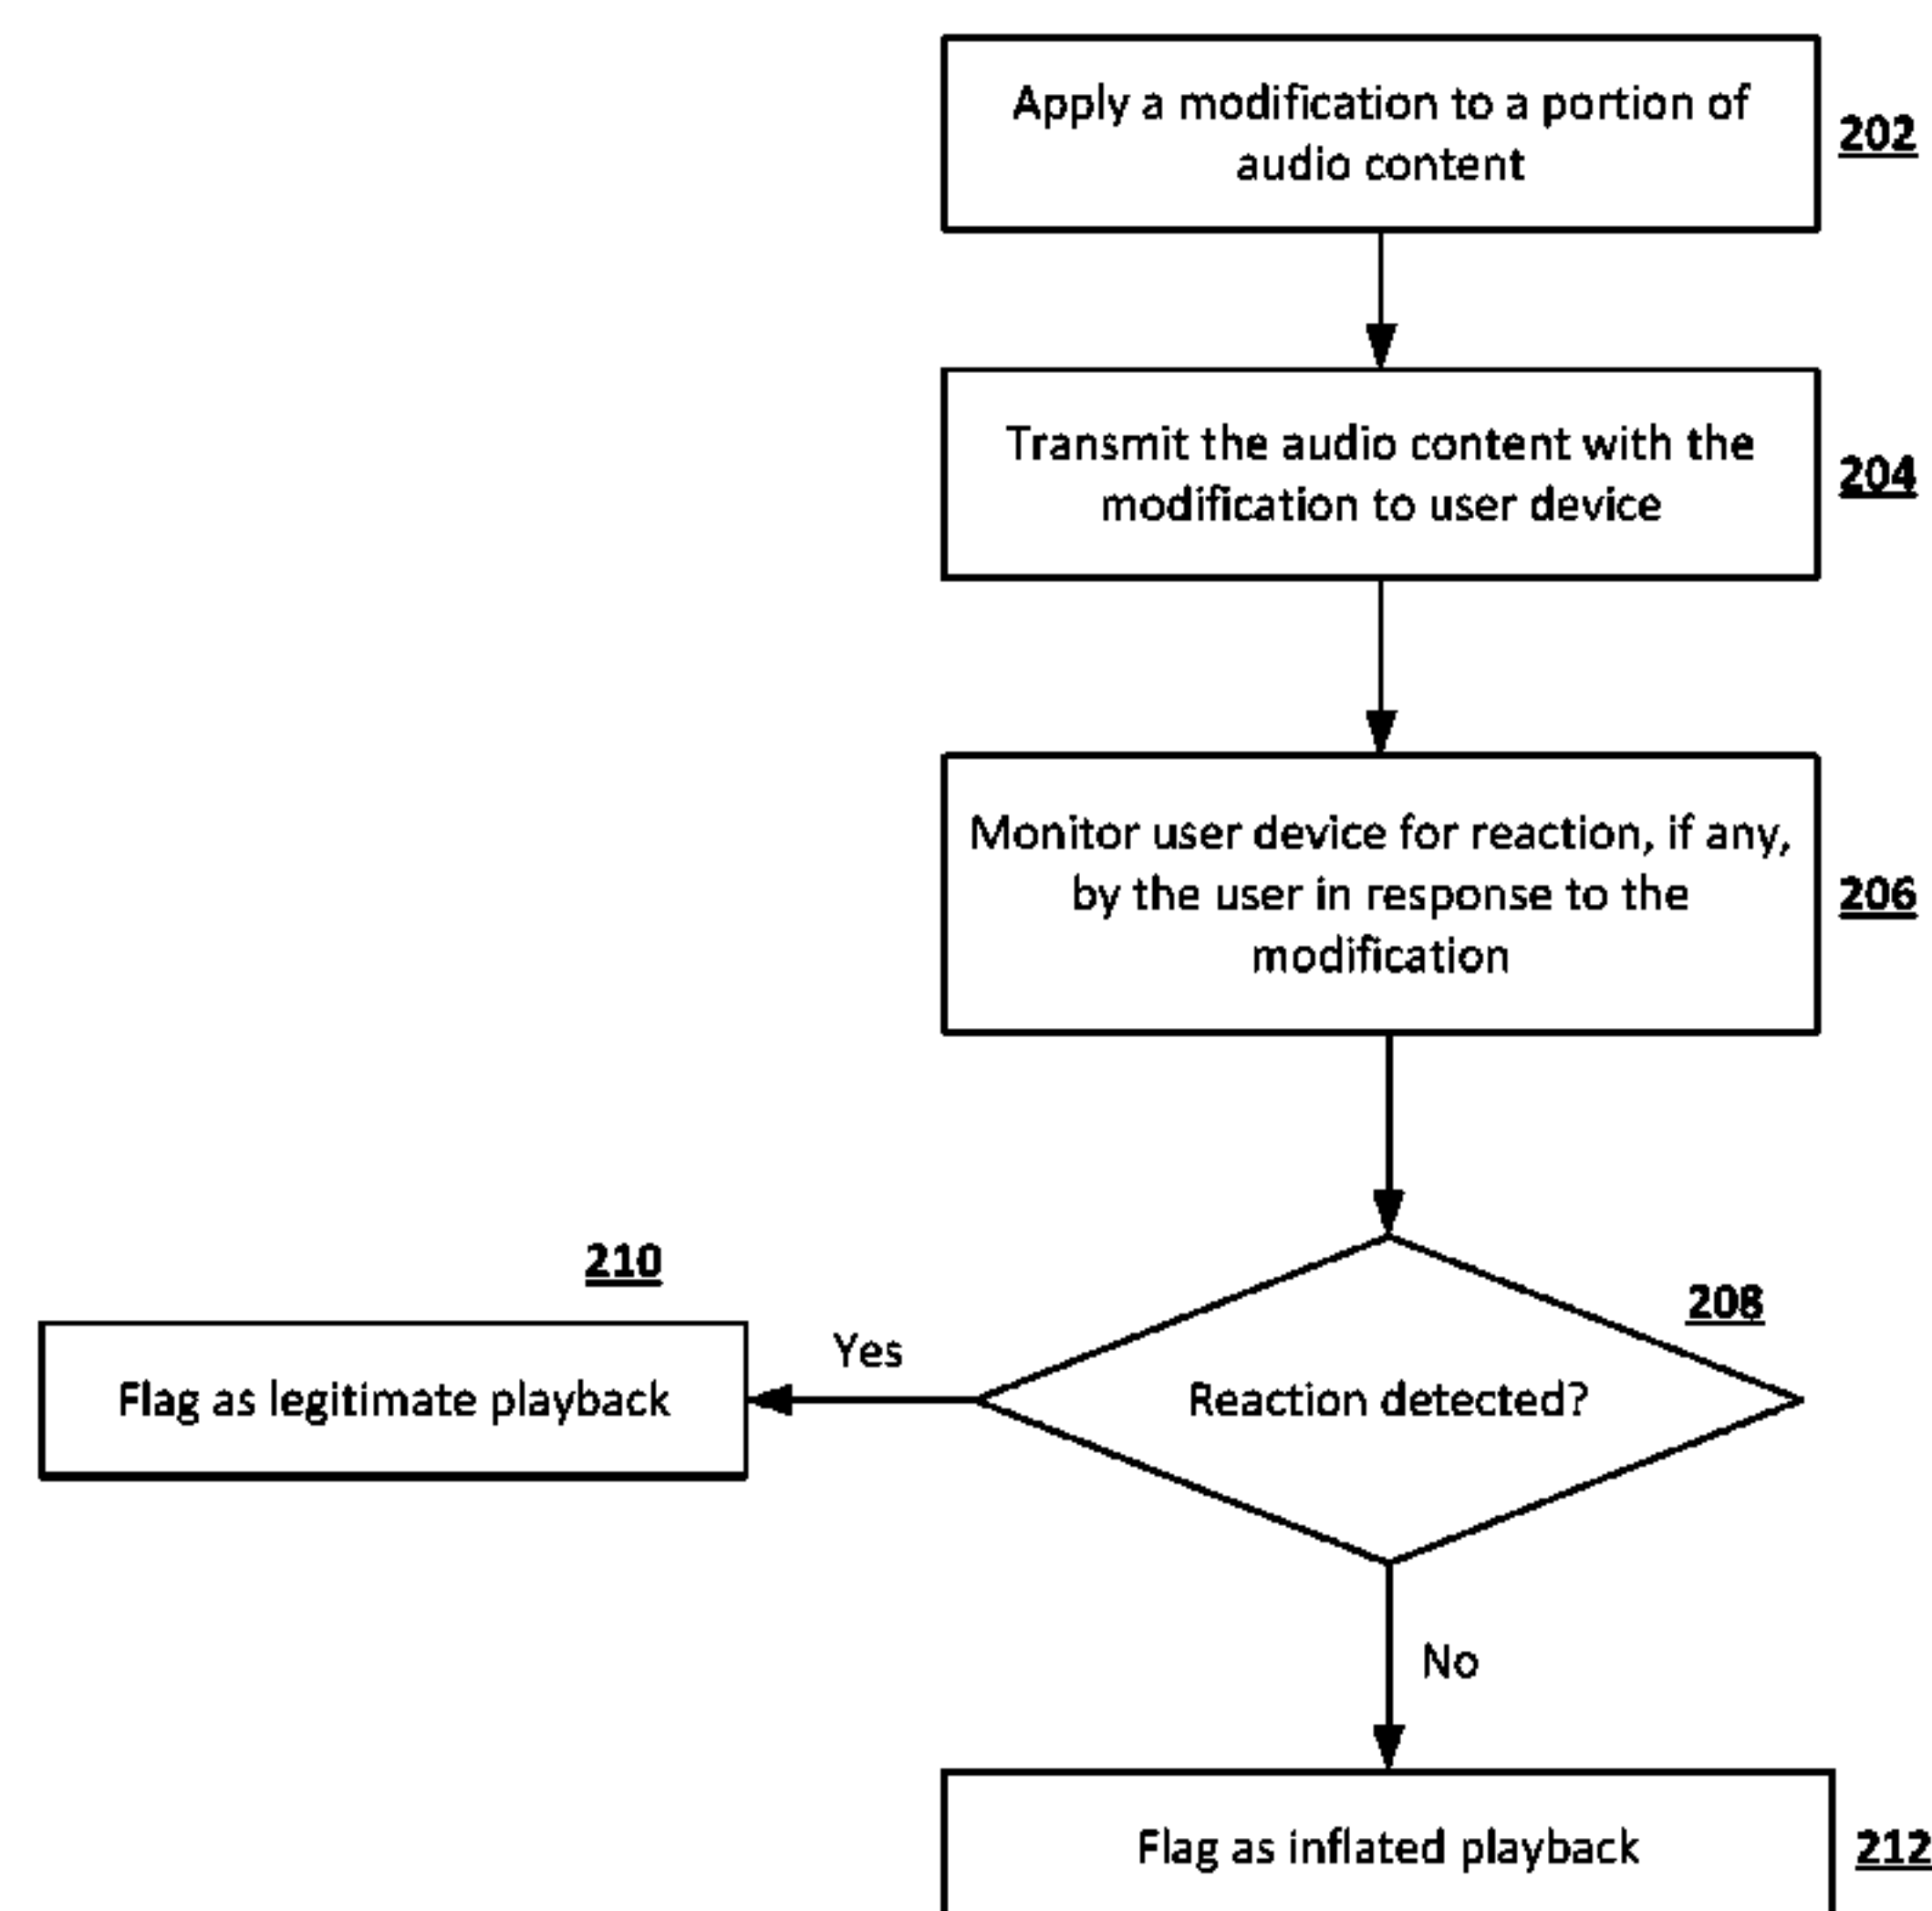 Apply a modification to a portion of
audio content
202
Transmit the audio content with the
modification to user device
204
Monitor user device for reaction, if any,
by the user in response to the
modification
206
210
208
Yes
Flag as legitimate playback
Reaction detected?
No
Flag as inflated playback
212